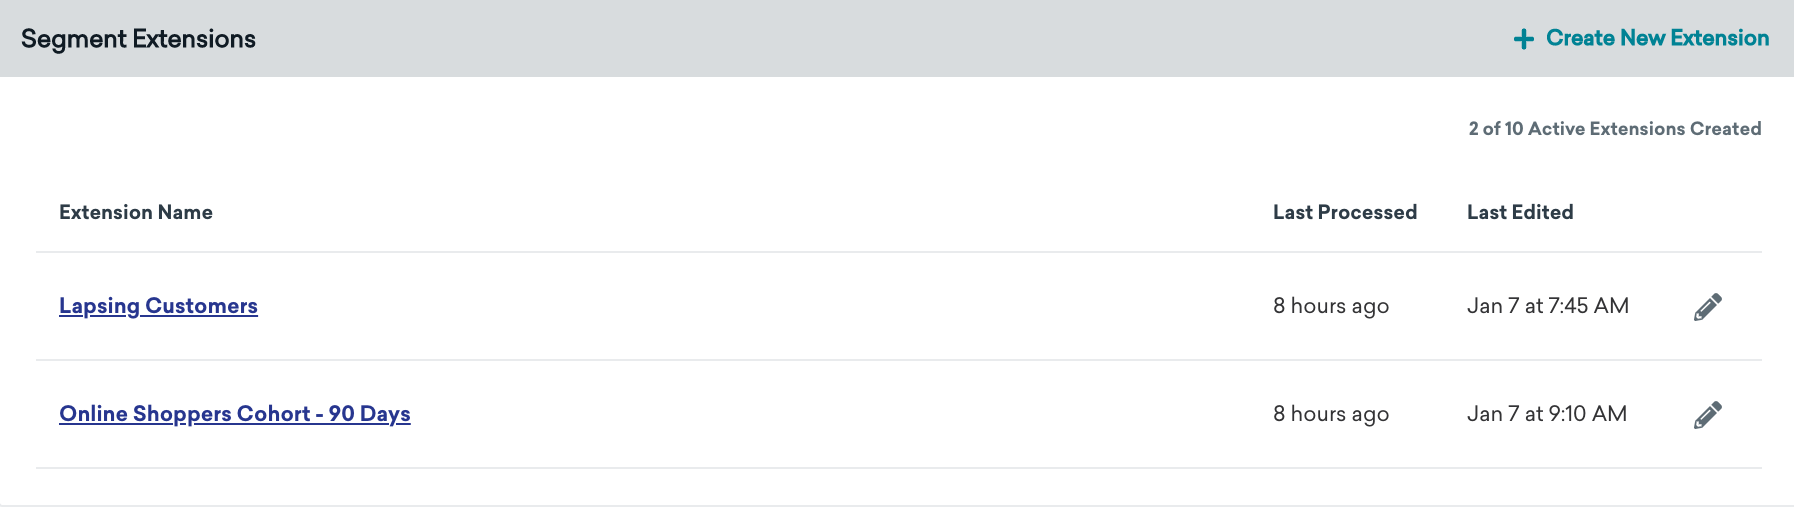 Segment Extensions
Create New Extension
2 of 10 Active Extensions Created
Extension Name Last Processed Last Edited
Lapsing Customers 8 hours ago Jan 7 at 7:45 AM
Online Shoppers Cohort - 90 Days 8 hours ago Jan 7 at 9:10 AM